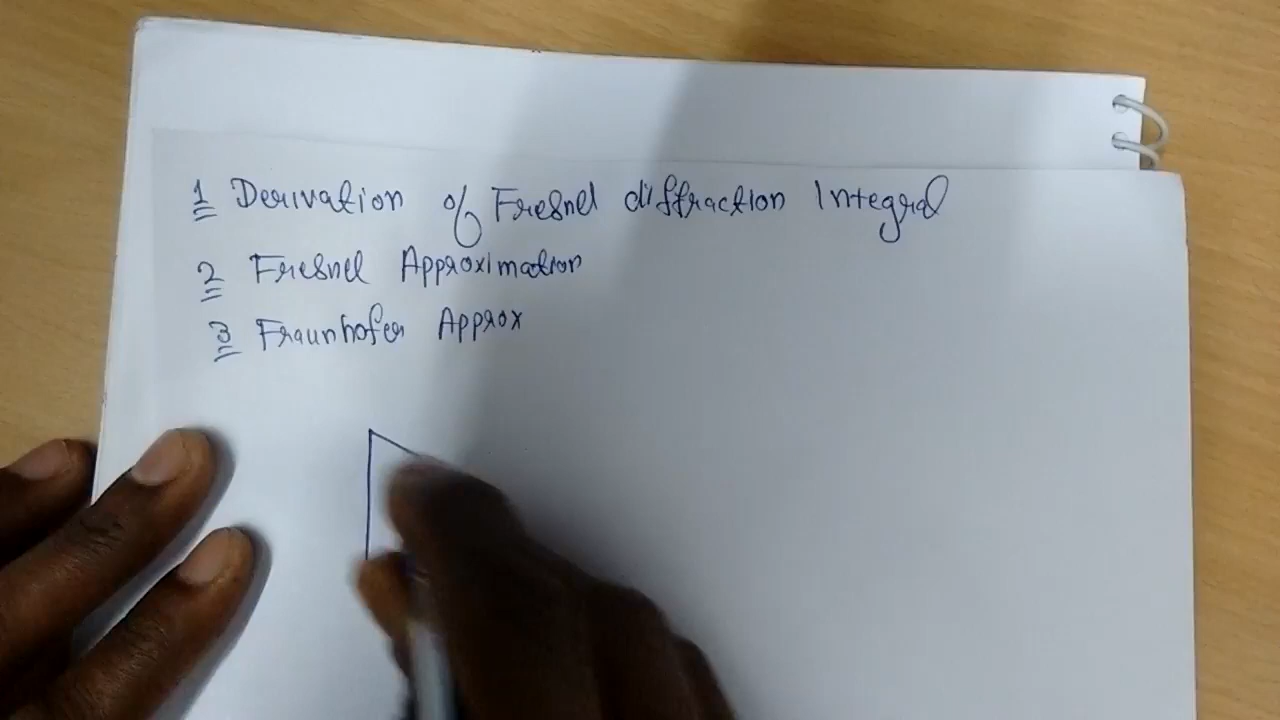 1 Derivation of Fresnel diffraction Integral
2 Fresnel Approximation
3 Fraunhofer Approx